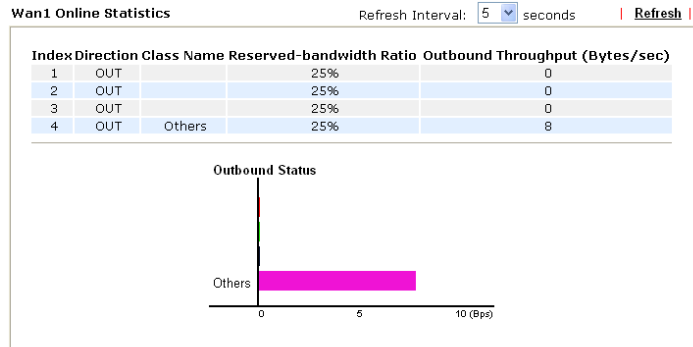 Wan1 Online Statistics Refresh Interval: 5 seconds | Refresh |
Index Direction Class Name Reserved-bandwidth Ratio Outbound Throughput (Bytes/sec)
1 OUT 25% 0
2 OUT 25% 0
3 OUT 25% 0
4 OUT Others 25% 8
Outbound Status
Others
0 5 10 (Bps)